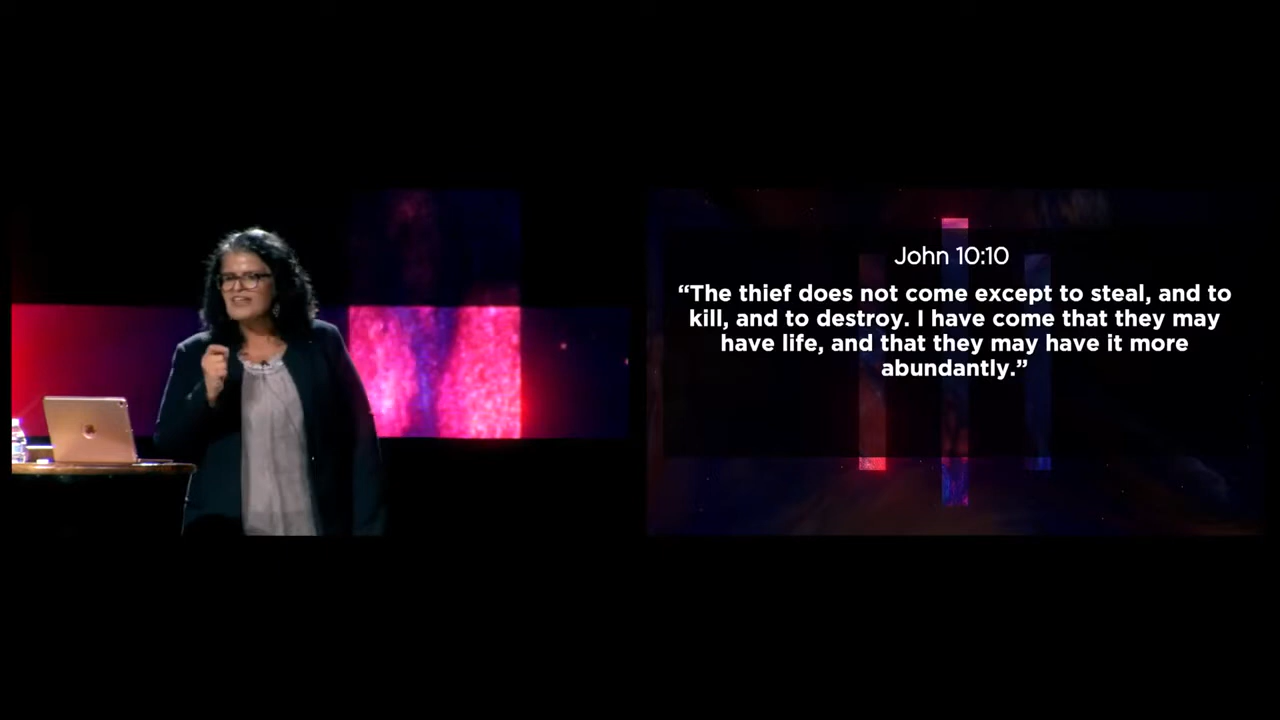 John 10:10
“The thief does not come except to steal, and to
kill, and to destroy. I have come that they may
have life, and that they may have it more
abundantly.”